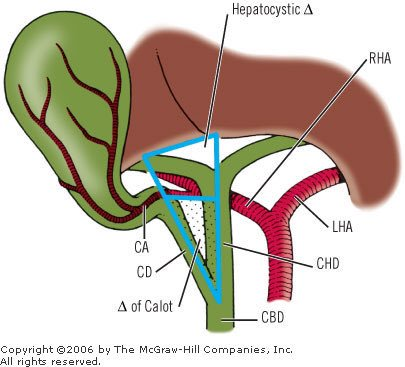 Hepatocystic Δ
RHA
CA
LHA
CD
CHD
Δ of Calot
CBD
Copyright ©2006 by The McGraw-Hill Companies, Inc.
All rights reserved.